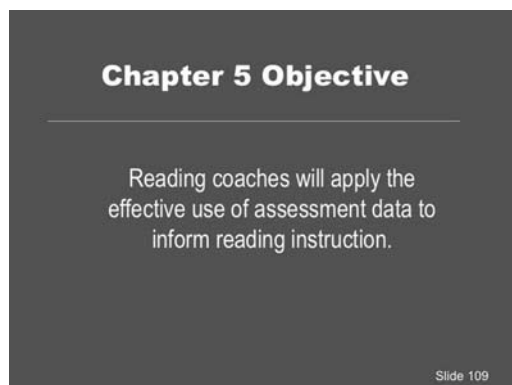 Chapter 5 Objective
Reading coaches will apply the
effective use of assessment data to
inform reading instruction.
Slide 109